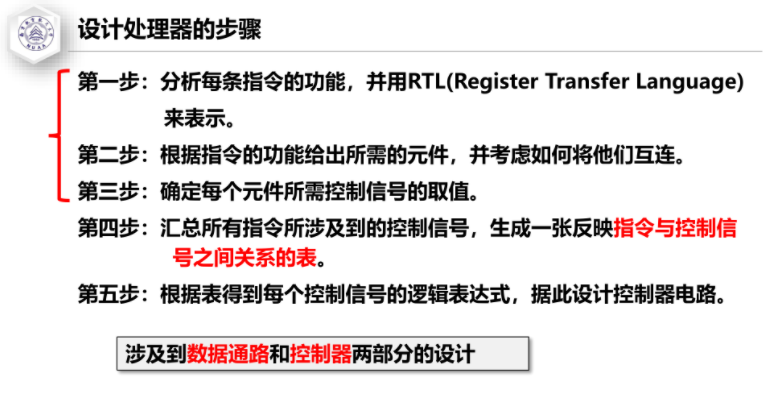 设计处理器的步骤
第一步：分析每条指令的功能，并用RTL(Register Transfer Language)
来表示。
第二步：根据指令的功能给出所需的元件，并考虑如何将他们互连。
第三步：确定每个元件所需控制信号的取值。
第四步：汇总所有指令所涉及到的控制信号，生成一张反映指令与控制信
号之间关系的表。
第五步：根据表得到每个控制信号的逻辑表达式，据此设计控制器电路。
涉及到数据通路和控制器两部分的设计